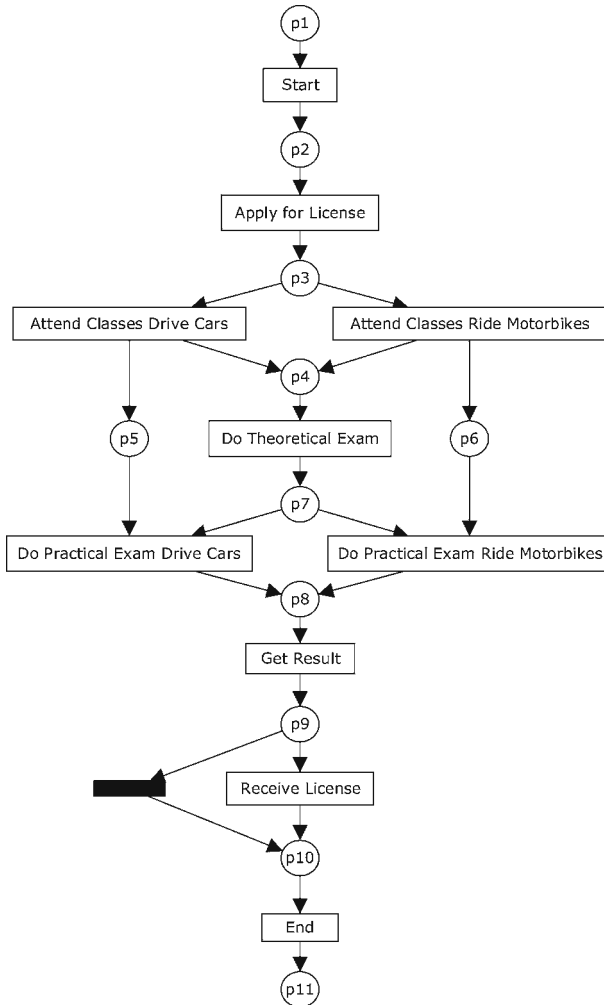 p1
Start
p2
Apply for License
p3
Attend Classes Drive Cars
Attend Classes Ride Motorbikes
p4
p5
Do Theoretical Exam
p6
p7
Do Practical Exam Drive Cars
Do Practical Exam Ride Motorbikes
p8
Get Result
p9
Receive License
p10
End
p11